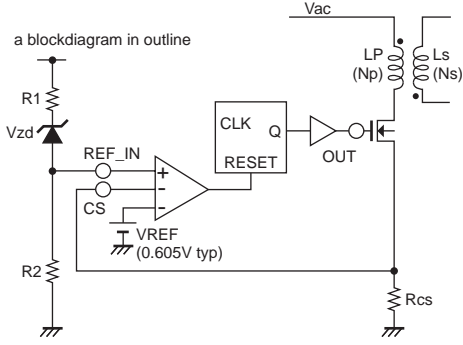 Vac
a blockdiagram in outline
LP
(Np)
Ls
(Ns)
R1
Vzd
CLK
Q
RESET
OUT
REF_IN
CS
+
−
−
VREF
(0.605V typ)
R2
Rcs